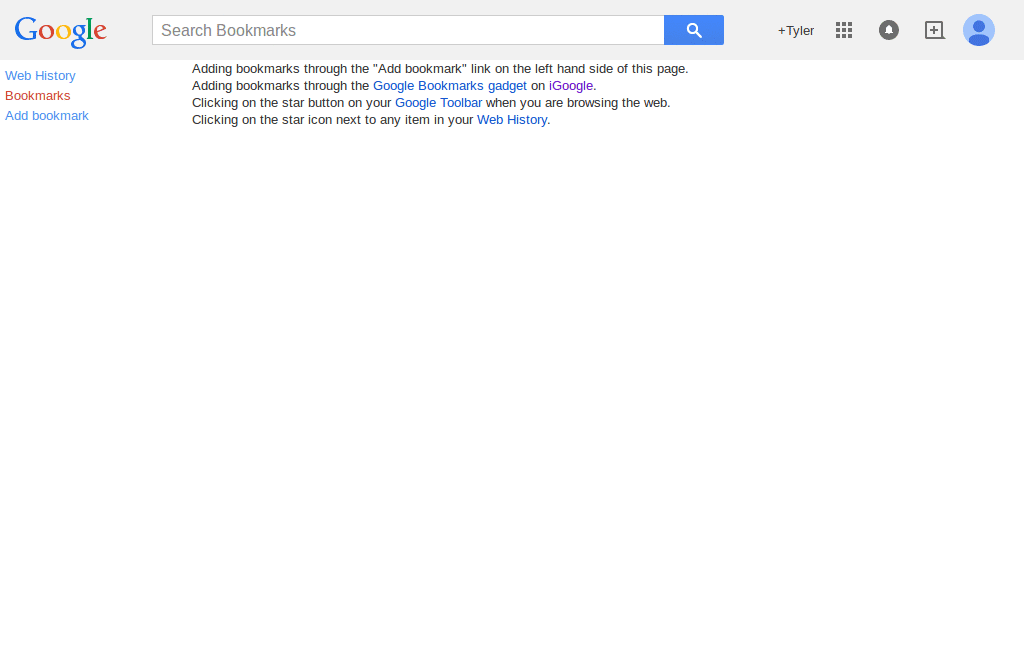 Google Search Bookmarks +Tyler
Web History
Bookmarks
Add bookmark
Adding bookmarks through the "Add bookmark" link on the left hand side of this page.
Adding bookmarks through the Google Bookmarks gadget on iGoogle.
Clicking on the star button on your Google Toolbar when you are browsing the web.
Clicking on the star icon next to any item in your Web History.